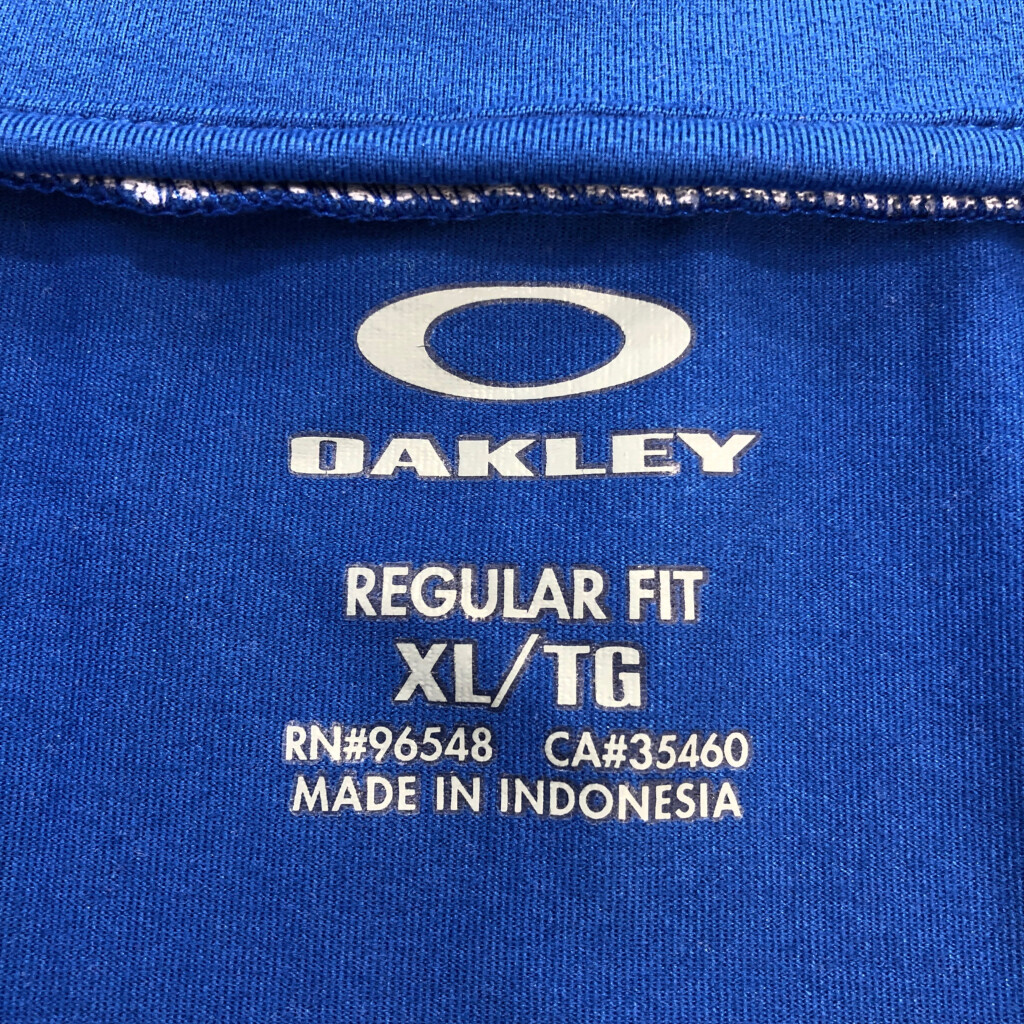 OAKLEY
REGULAR FIT
XL/TG
RN#96548 CA#35460
MADE IN INDONESIA